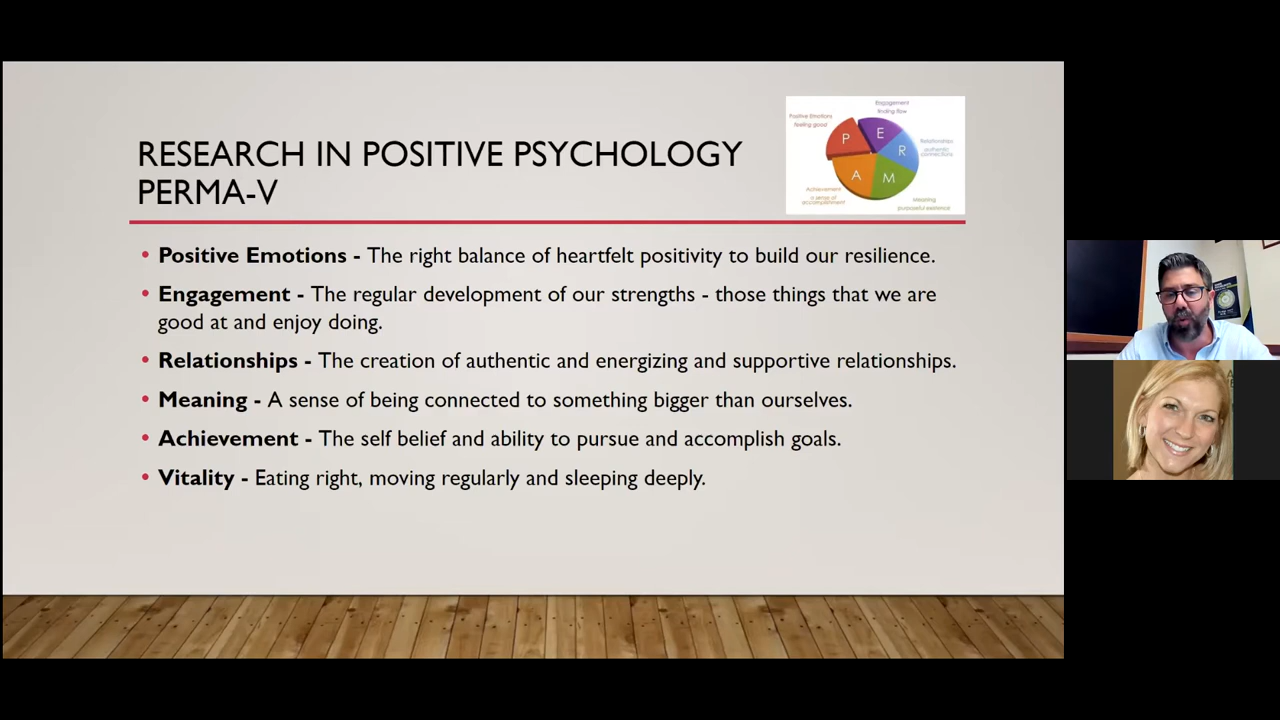 RESEARCH IN POSITIVE PSYCHOLOGY
PERMA-V
Engagement
finding flow
Positive Emotions
feeling good
P
E
R
Relationships
authentic
connections
A
M
Achievement
a sense of
accomplishment
Meaning
purposeful existence
• Positive Emotions - The right balance of heartfelt positivity to build our resilience.
• Engagement - The regular development of our strengths - those things that we are
good at and enjoy doing.
• Relationships - The creation of authentic and energizing and supportive relationships.
• Meaning - A sense of being connected to something bigger than ourselves.
• Achievement - The self belief and ability to pursue and accomplish goals.
• Vitality - Eating right, moving regularly and sleeping deeply.